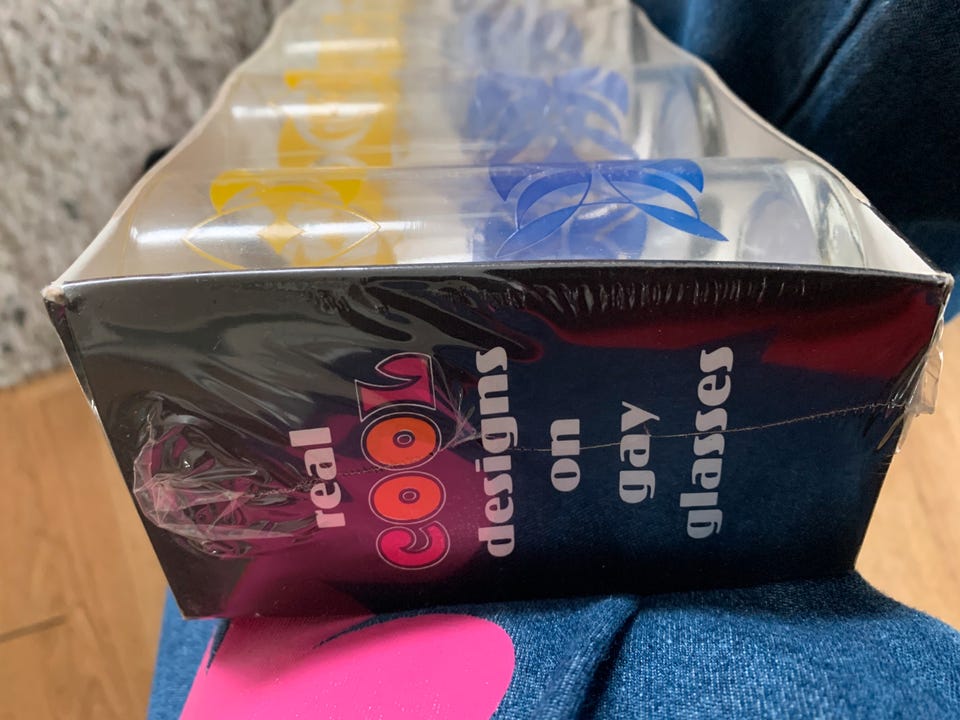 real
COOL
designs
on
gay
glasses